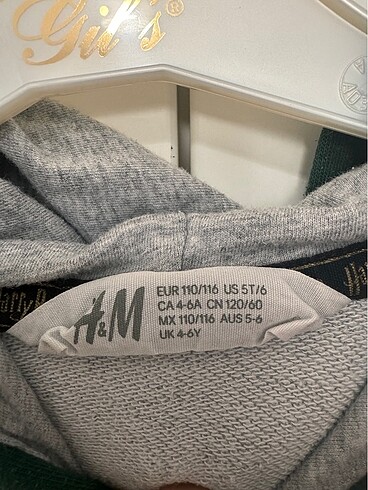 Gil's®
H&M
EUR 110/116 US 5T/6
CA 4-6A CN 120/60
MX 110/116 AUS 5-6
UK 4-6Y